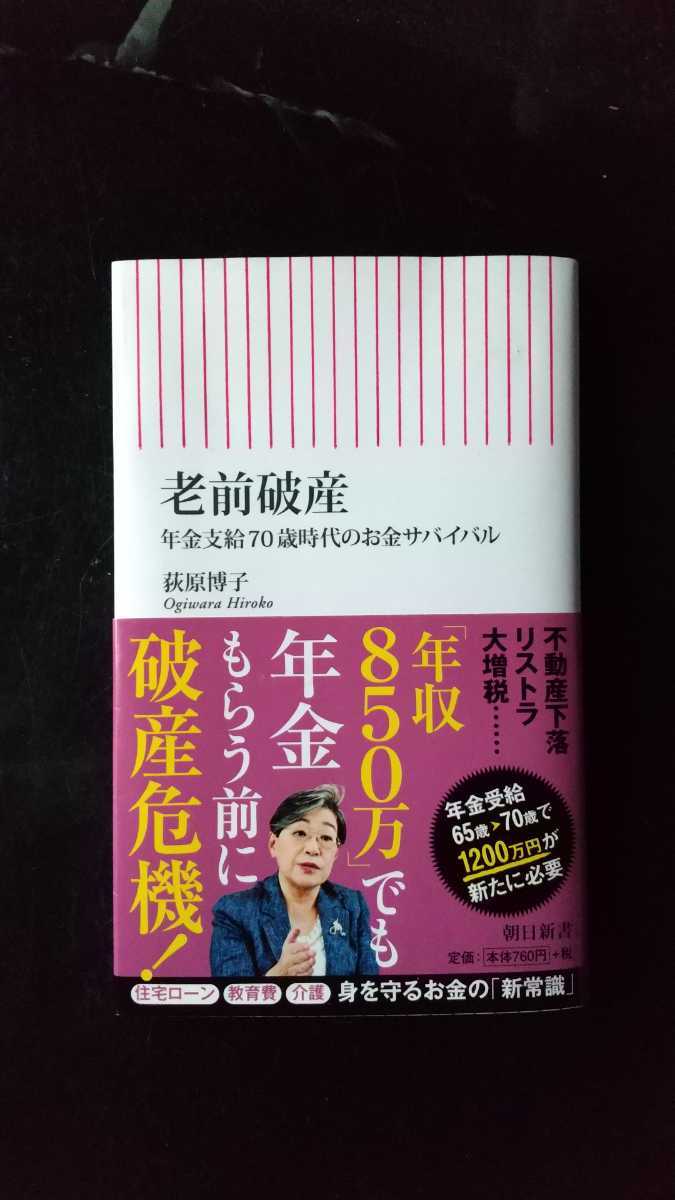 老前破産
年金支給70歳時代のお金サバイバル
荻原博子
Ogiwara Hiroko
不動産下落
リストラ
大増税……
「年収
850万」でも
年金
もらう前に
破産危機!
年金受給
65歳▶70歳で
1200万円が
新たに必要
朝日新書
定価:本体760円+税
住宅ローン 教育費 介護 身を守るお金の「新常識」